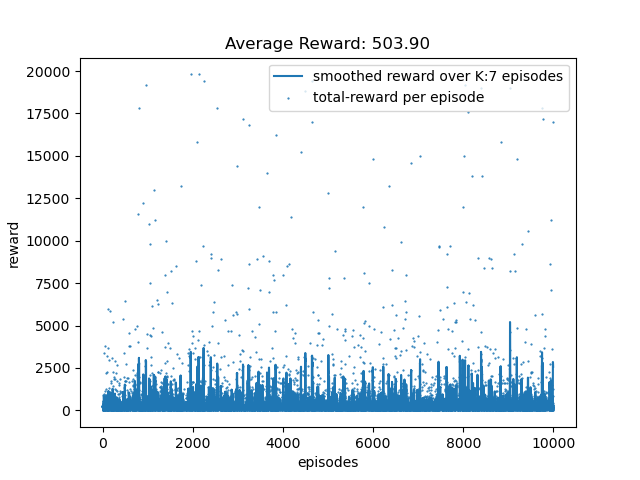 Average Reward: 503.90
smoothed reward over K:7 episodes
total-reward per episode
20000
17500
15000
12500
10000
7500
5000
2500
0
reward
0 2000 4000 6000 8000 10000
episodes